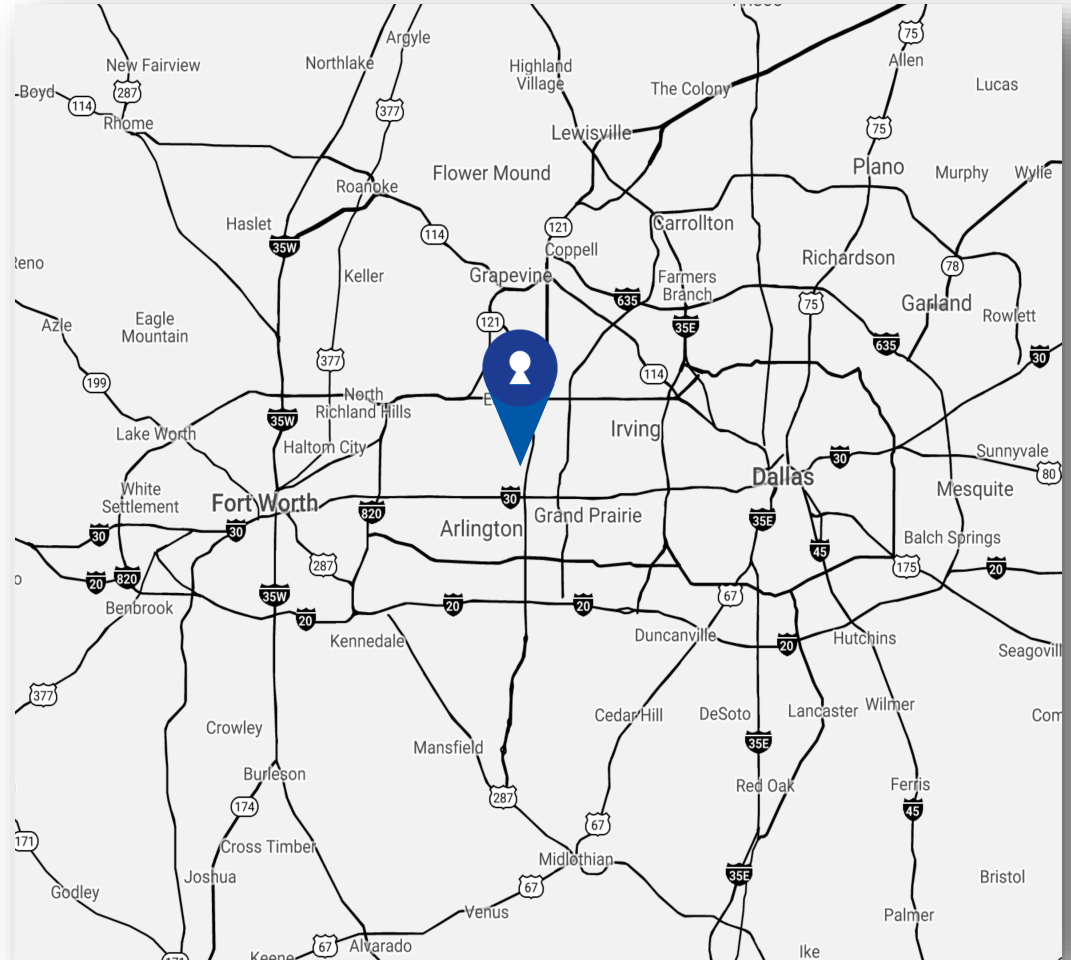 Argyle
75
New Fairview
Northlake
Highland
Village
Allen
287
Boyd
114
377
The Colony
Lucas
Rhome
Lewisville
75
Plano
Flower Mound
Murphy
Wylie
Roanoke
Haslet
121
Carrollton
114
35W
Coppell
Richardson
Reno
Keller
Grapevine
Farmers
Branch
78
635
75
Garland
Azle
Eagle
Mountain
121
35E
Rowlett
635
30
377
199
114
North
Richland Hills
35W
Lake Worth
Haltom City
Irving
30
Sunnyvale
80
Dallas
White
Settlement
Fort Worth
30
Mesquite
820
Grand Prairie
35E
Arlington
30
30
Balch Springs
45
287
175
20
20
820
35W
67
Benbrook
20
20
20
Kennedale
Duncanville
Hutchins
20
Seagovill
377
Cedar Hill
DeSoto
Lancaster
Wilmer
Com
Crowley
Mansfield
35E
Burleson
Red Oak
Ferris
287
174
45
67
171
Cross Timber
Midlothian
Joshua
35E
Bristol
Godley
67
Venus
Palmer
67
Alvarado
Ike
Keene